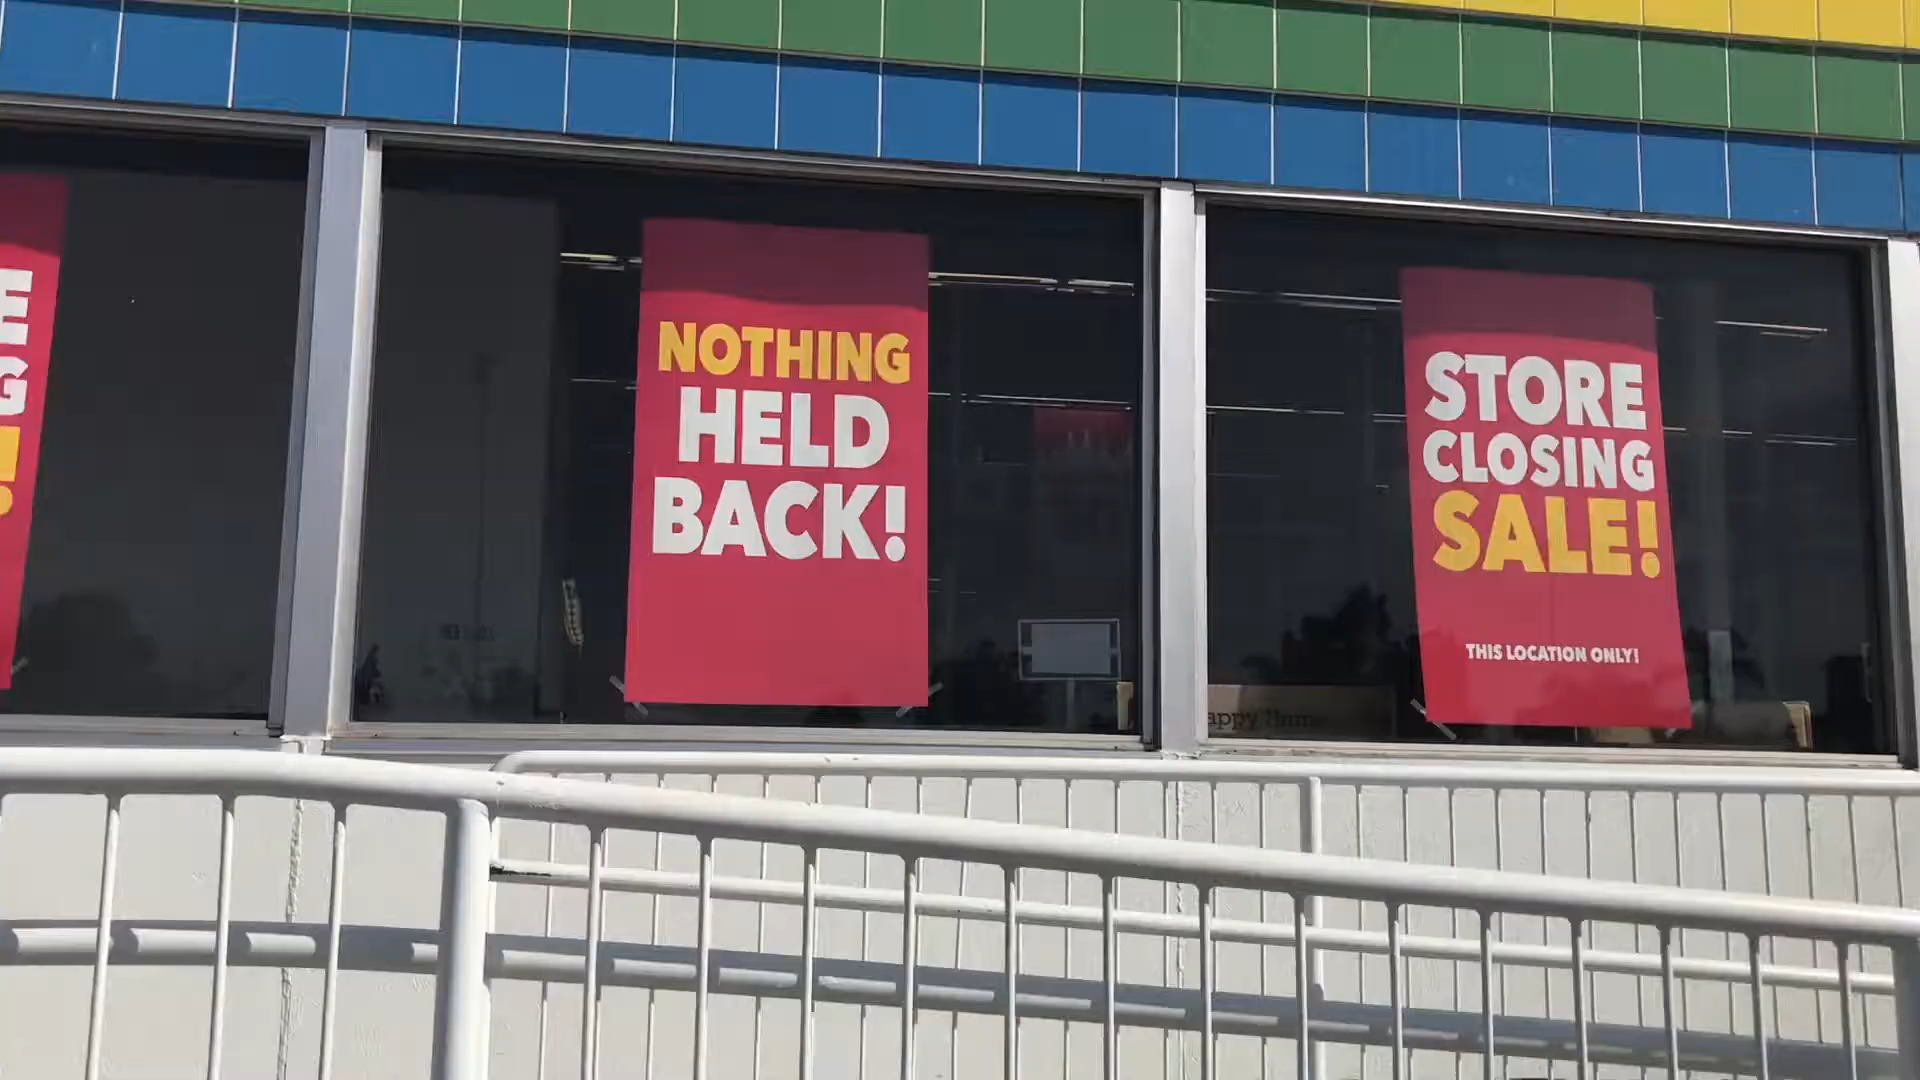 E
G
!
NOTHING
HELD
BACK!
STORE
CLOSING
SALE!
THIS LOCATION ONLY!